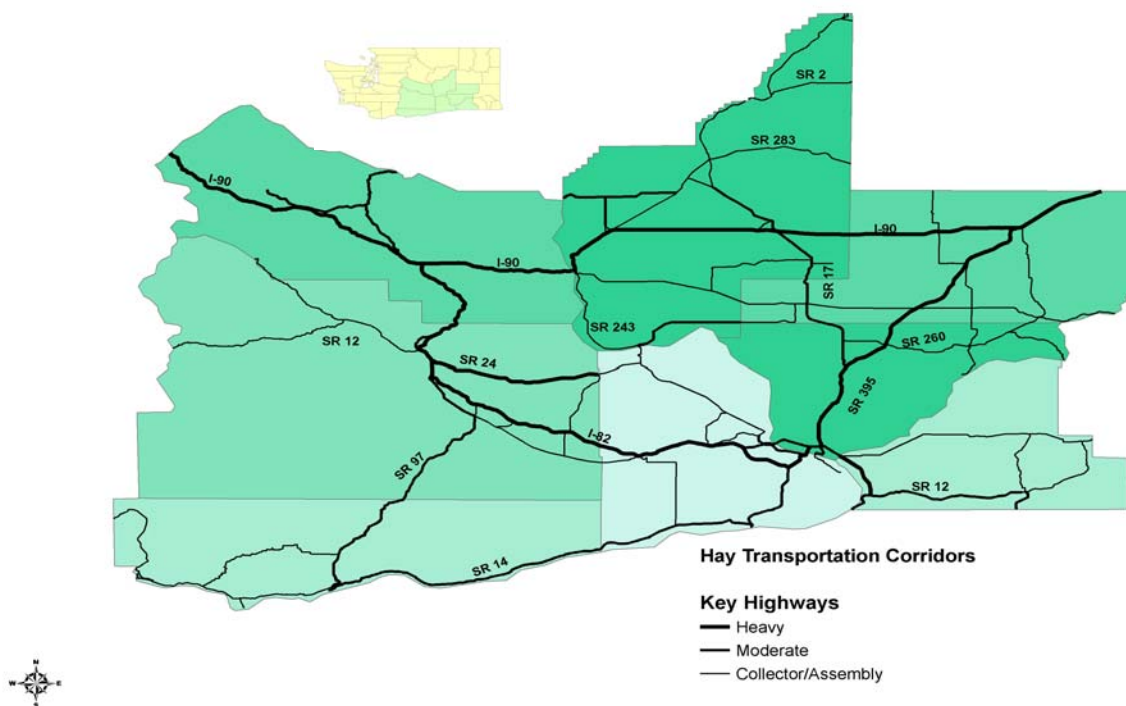 SR 2
SR 283
I-90
I-90
I-90
SR 17
SR 243
SR 12
SR 260
SR 24
SR 395
I-82
SR 97
SR 12
SR 14
Hay Transportation Corridors
Key Highways
Heavy
Moderate
Collector/Assembly
N
W E
S